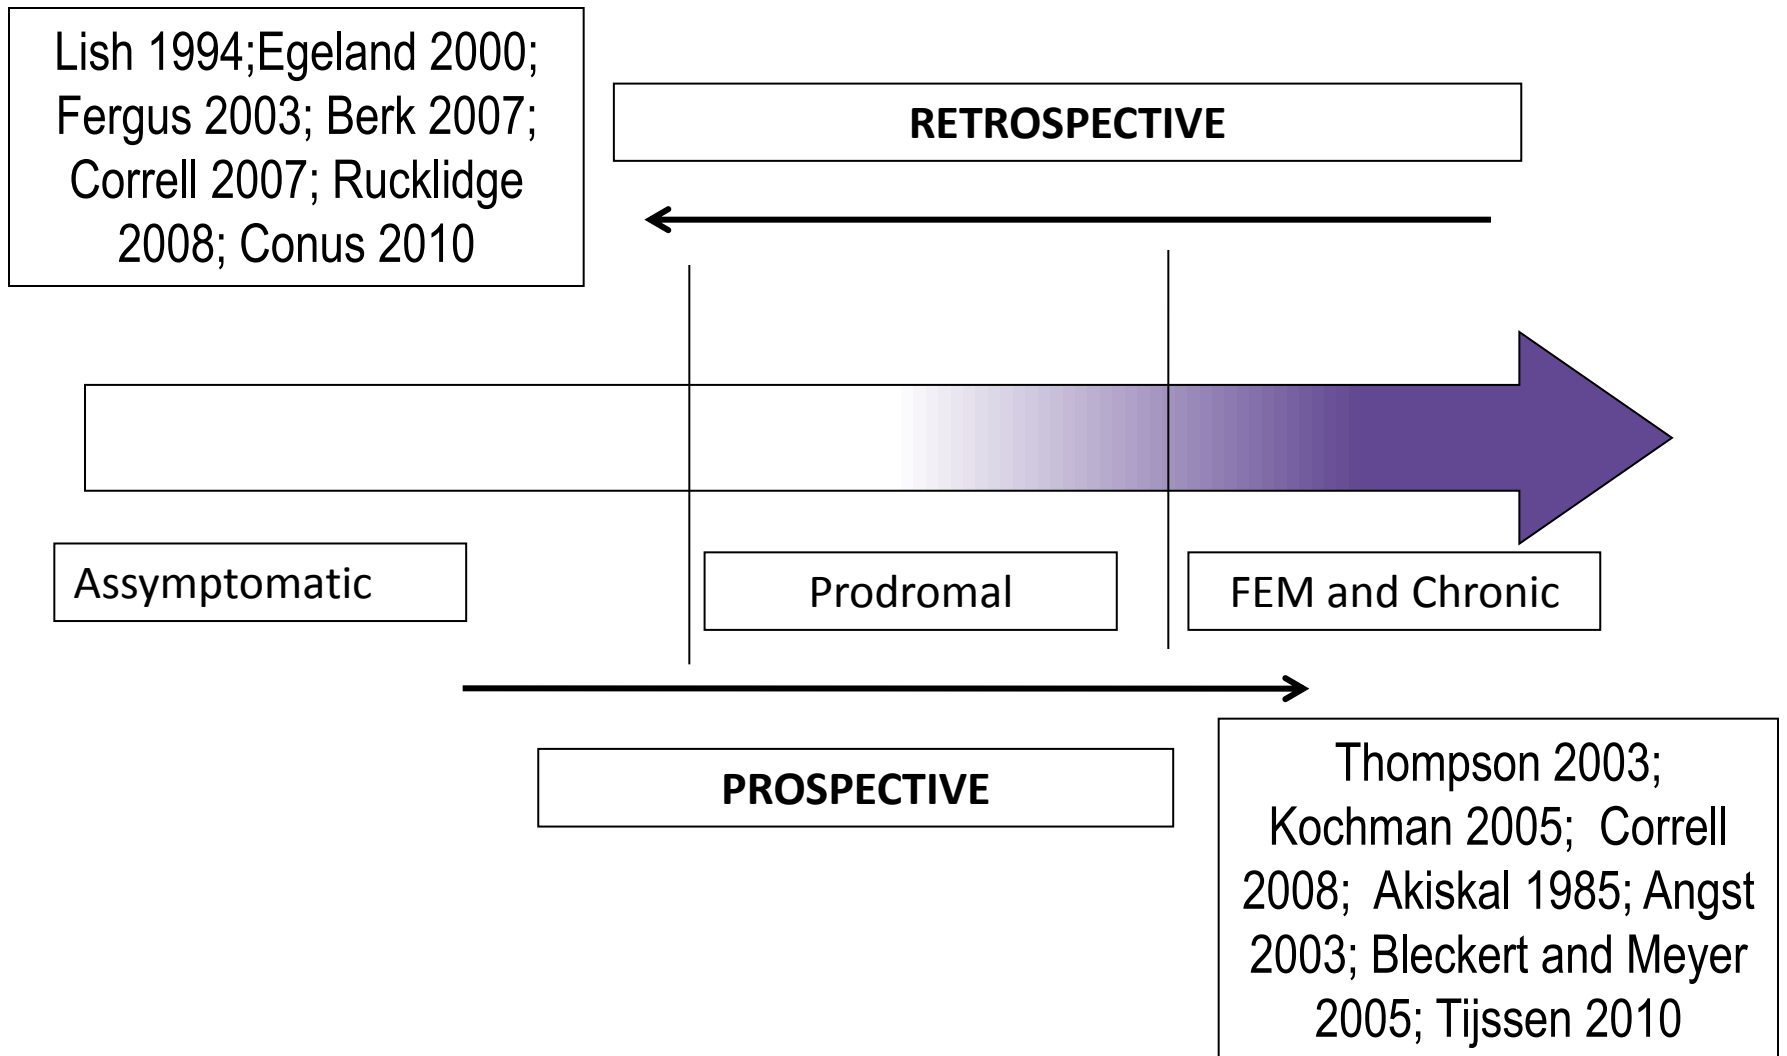 Lish 1994;Egeland 2000;
Fergus 2003; Berk 2007;
Correll 2007; Rucklidge
2008; Conus 2010
RETROSPECTIVE
Assymptomatic
Prodromal
FEM and Chronic
PROSPECTIVE
Thompson 2003;
Kochman 2005;  Correll
2008;  Akiskal 1985; Angst
2003; Bleckert and Meyer
2005; Tijssen 2010